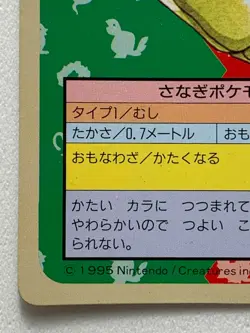 さなぎポケモ
タイプ1/むし
たかさ/0.7メートル おも
おもなわざ/かたくなる
かたい カラに つつまれて
やわらかいので つよい こ
られない。
© 1995 Nintendo / Creatures inc